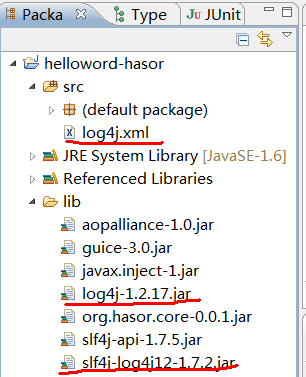 Packa Type JUnit
helloword-hasor
src
(default package)
log4j.xml
JRE System Library [JavaSE-1.6]
Referenced Libraries
lib
aopalliance-1.0.jar
guice-3.0.jar
javax.inject-1.jar
log4j-1.2.17.jar
org.hasor.core-0.0.1.jar
slf4j-api-1.7.5.jar
slf4j-log4j12-1.7.2.jar